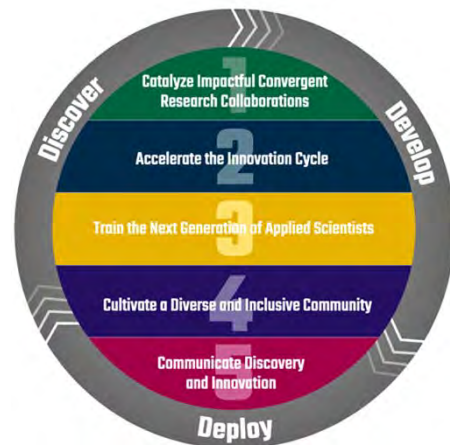 Discover
Develop
Deploy
1
Catalyze Impactful Convergent
Research Collaborations
2
Accelerate the Innovation Cycle
3
Train the Next Generation of Applied Scientists
4
Cultivate a Diverse and Inclusive Community
5
Communicate Discovery
and Innovation